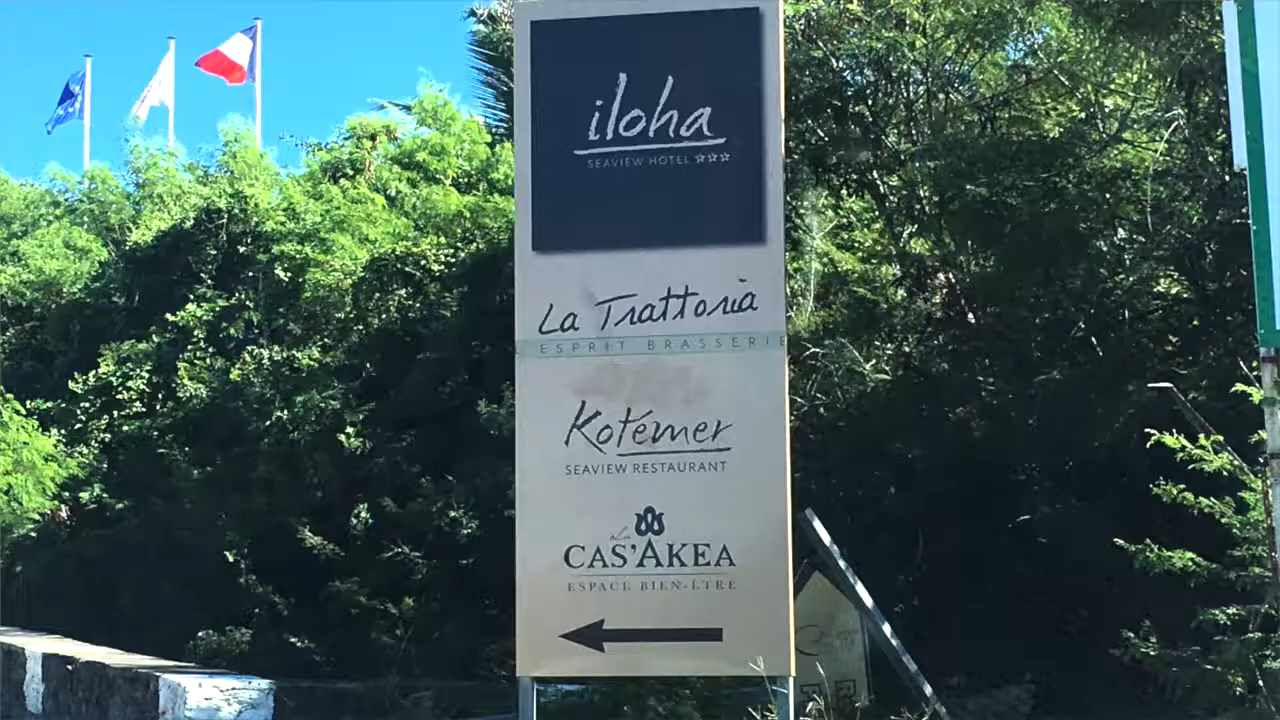 iloha
SEAVIEW HOTEL ☆☆☆
La Trattoria
ESPRIT BRASSERIE
Kotémer
SEAVIEW RESTAURANT
La
CAS'AKEA
ESPACE BIEN-ÊTRE